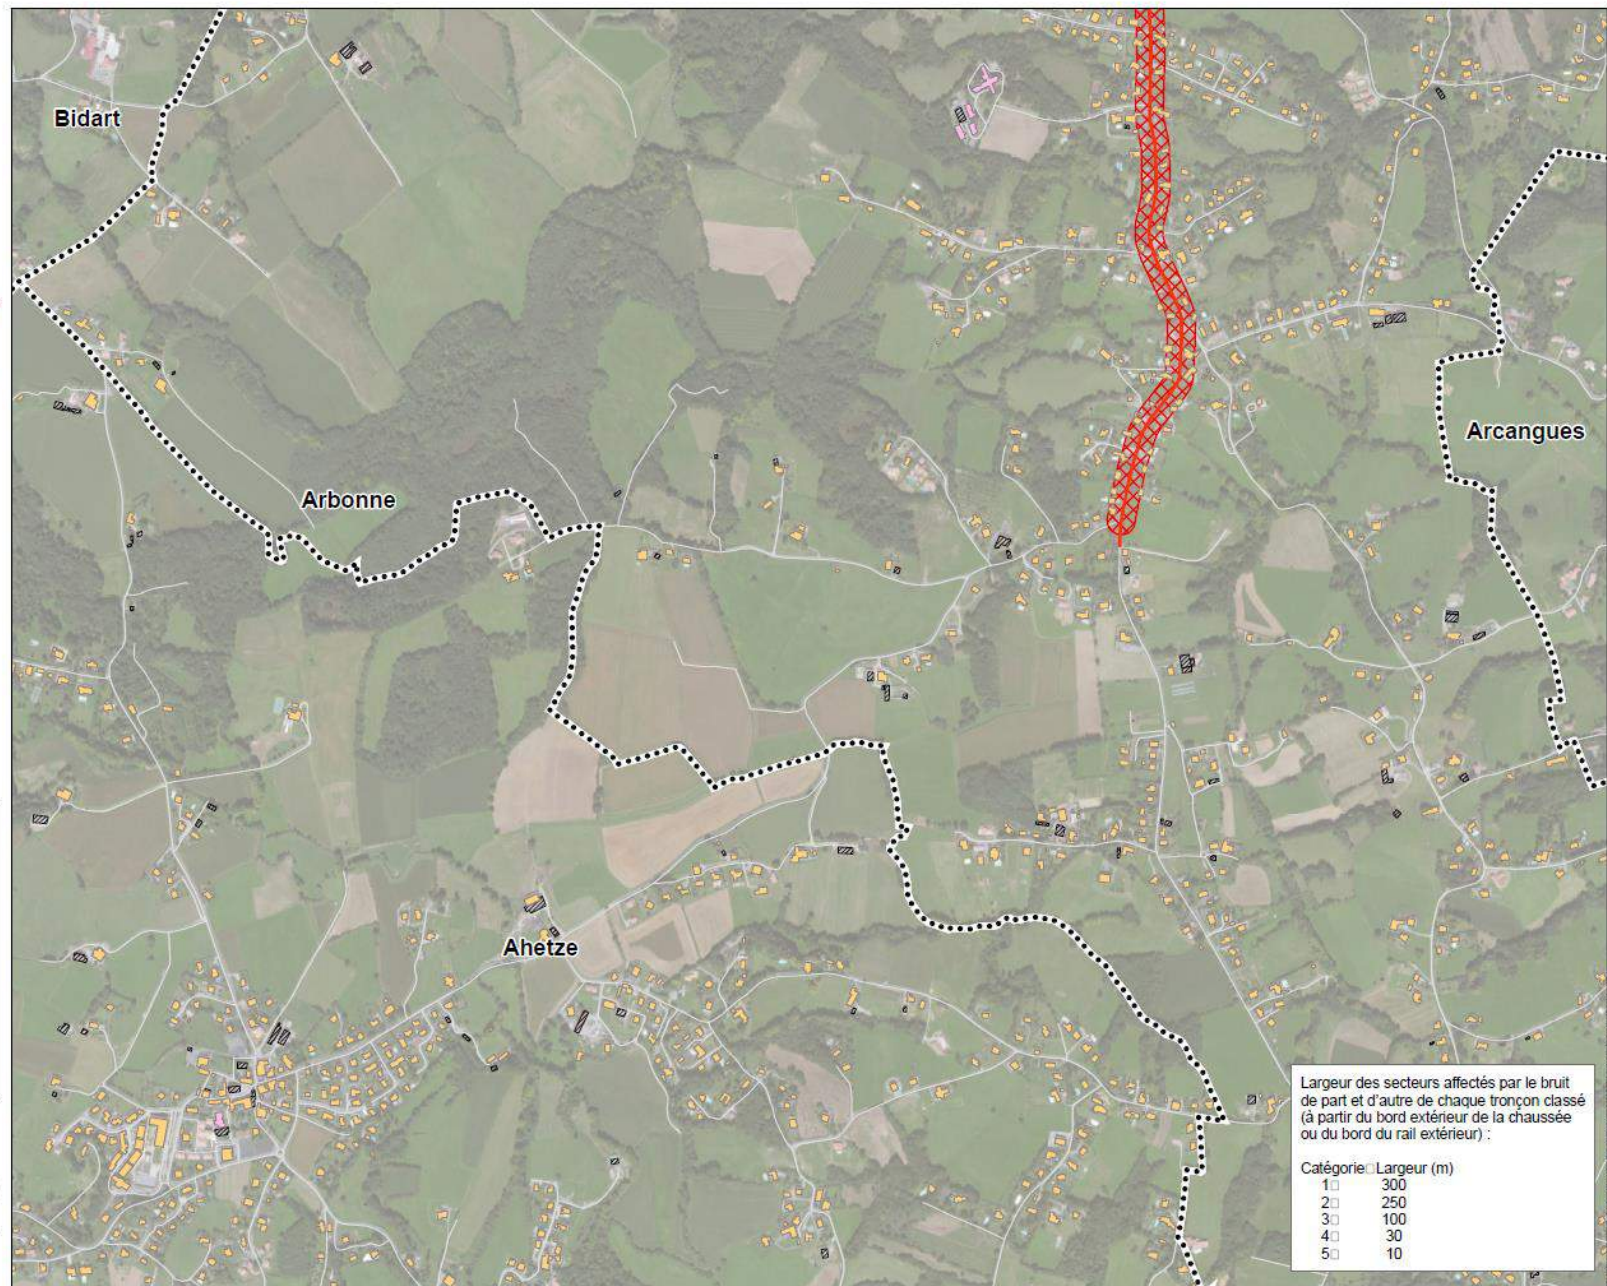 Bidart
Arcangues
Arbonne
Ahetze
Largeur des secteurs affectés par le bruit
de part et d'autre de chaque tronçon classé
(à partir du bord extérieur de la chaussée
ou du bord du rail extérieur) :
Catégorie□Largeur (m)
1□ 300
2□ 250
3□ 100
4□ 30
5□ 10